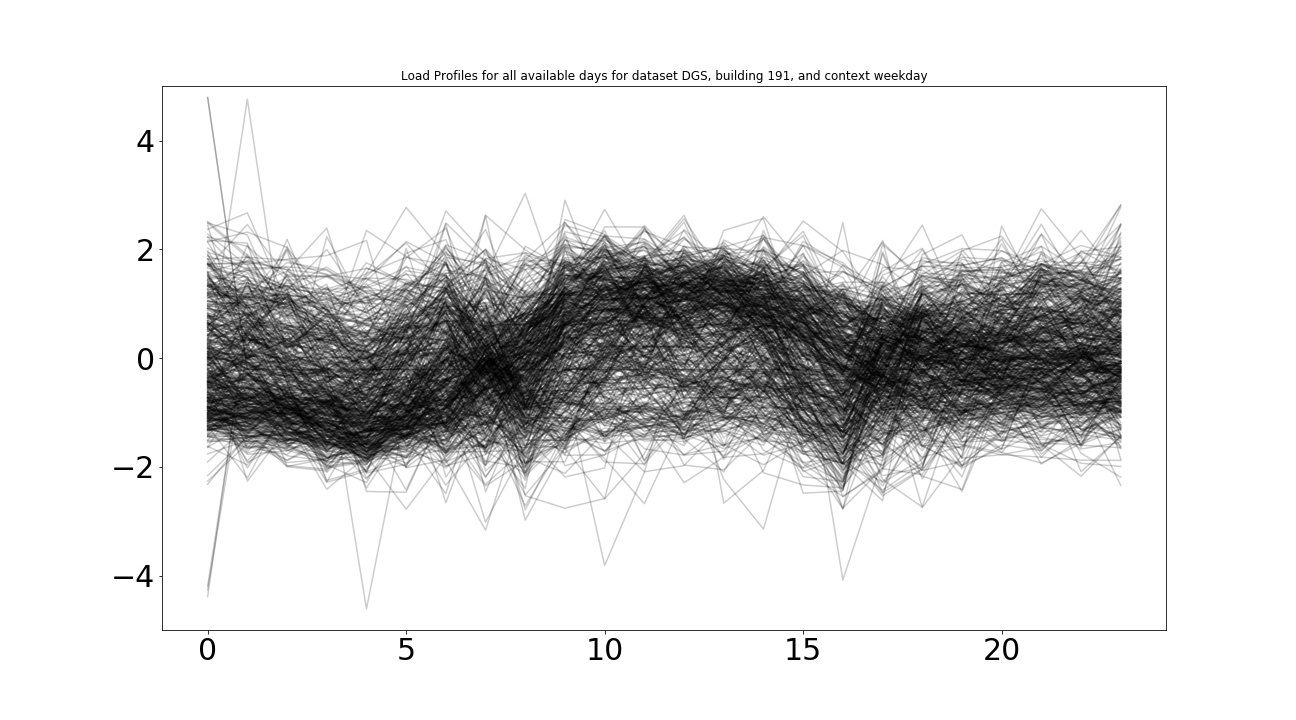 Load Profiles for all available days for dataset DGS, building 191, and context weekday
4
2
0
−2
−4
0 5 10 15 20